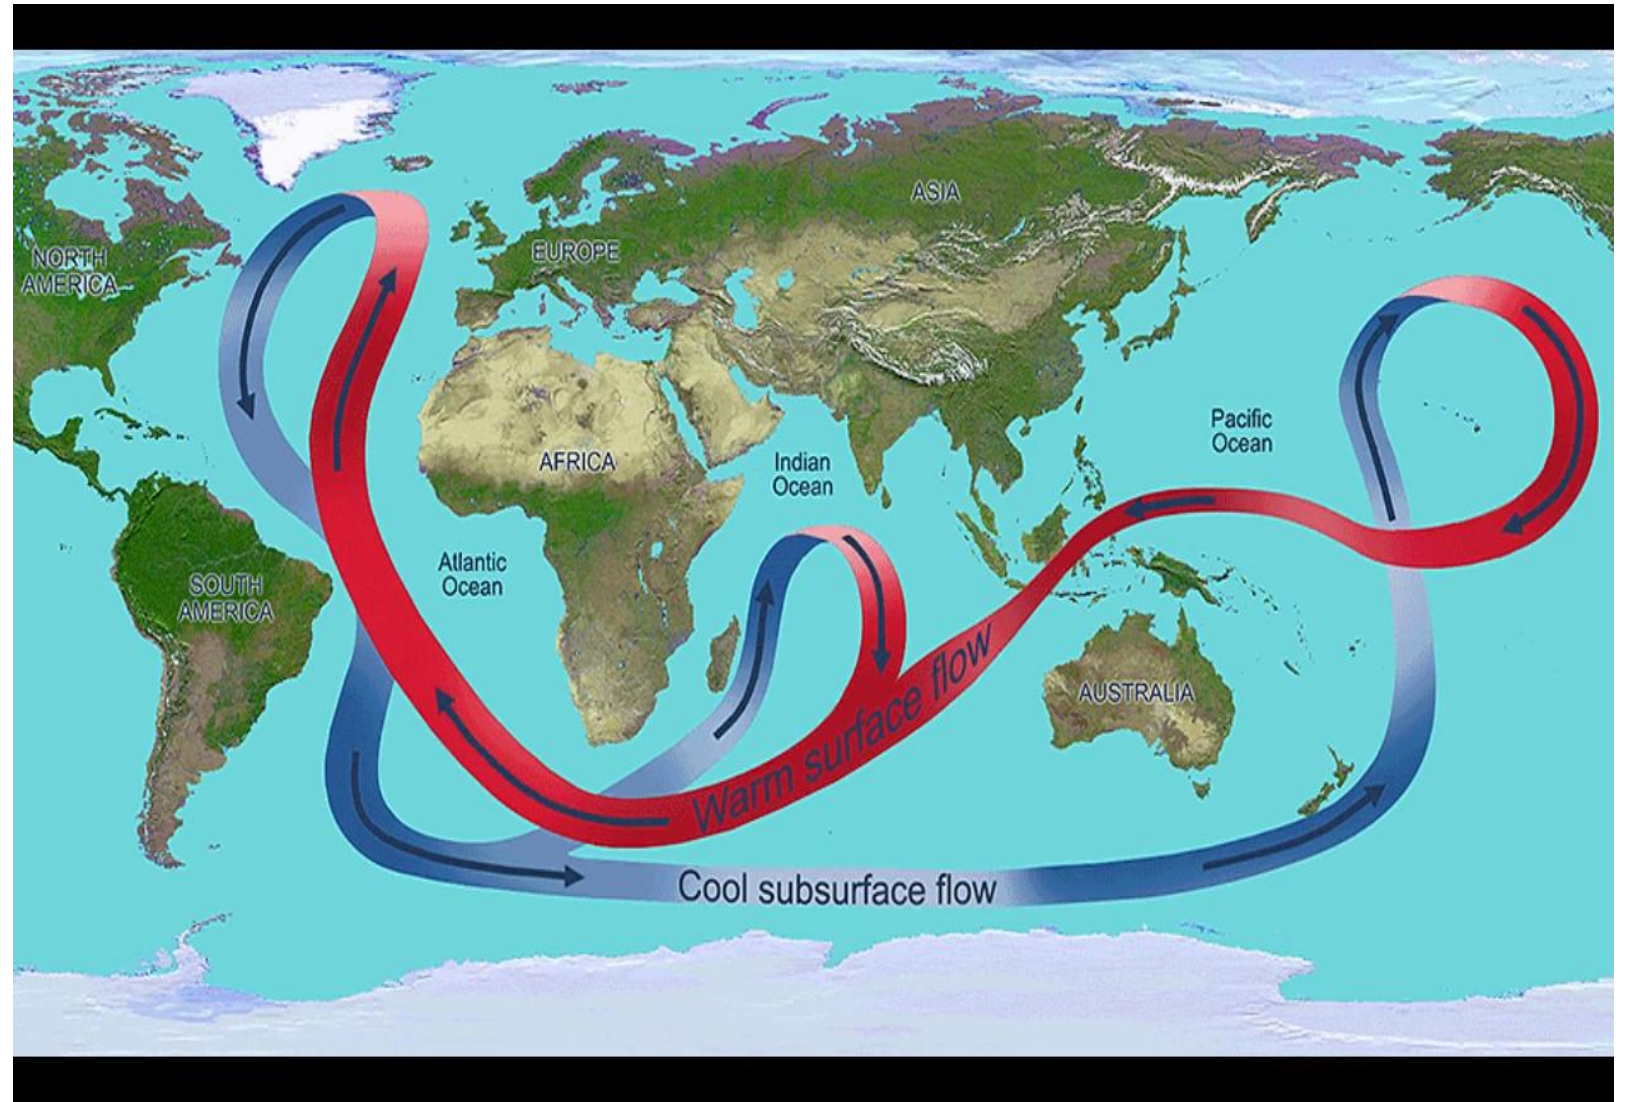 ASIA
EUROPE
NORTH
AMERICA
Pacific
Ocean
AFRICA
Indian
Ocean
Atlantic
Ocean
SOUTH
AMERICA
AUSTRALIA
Warm surface flow
Cool subsurface flow